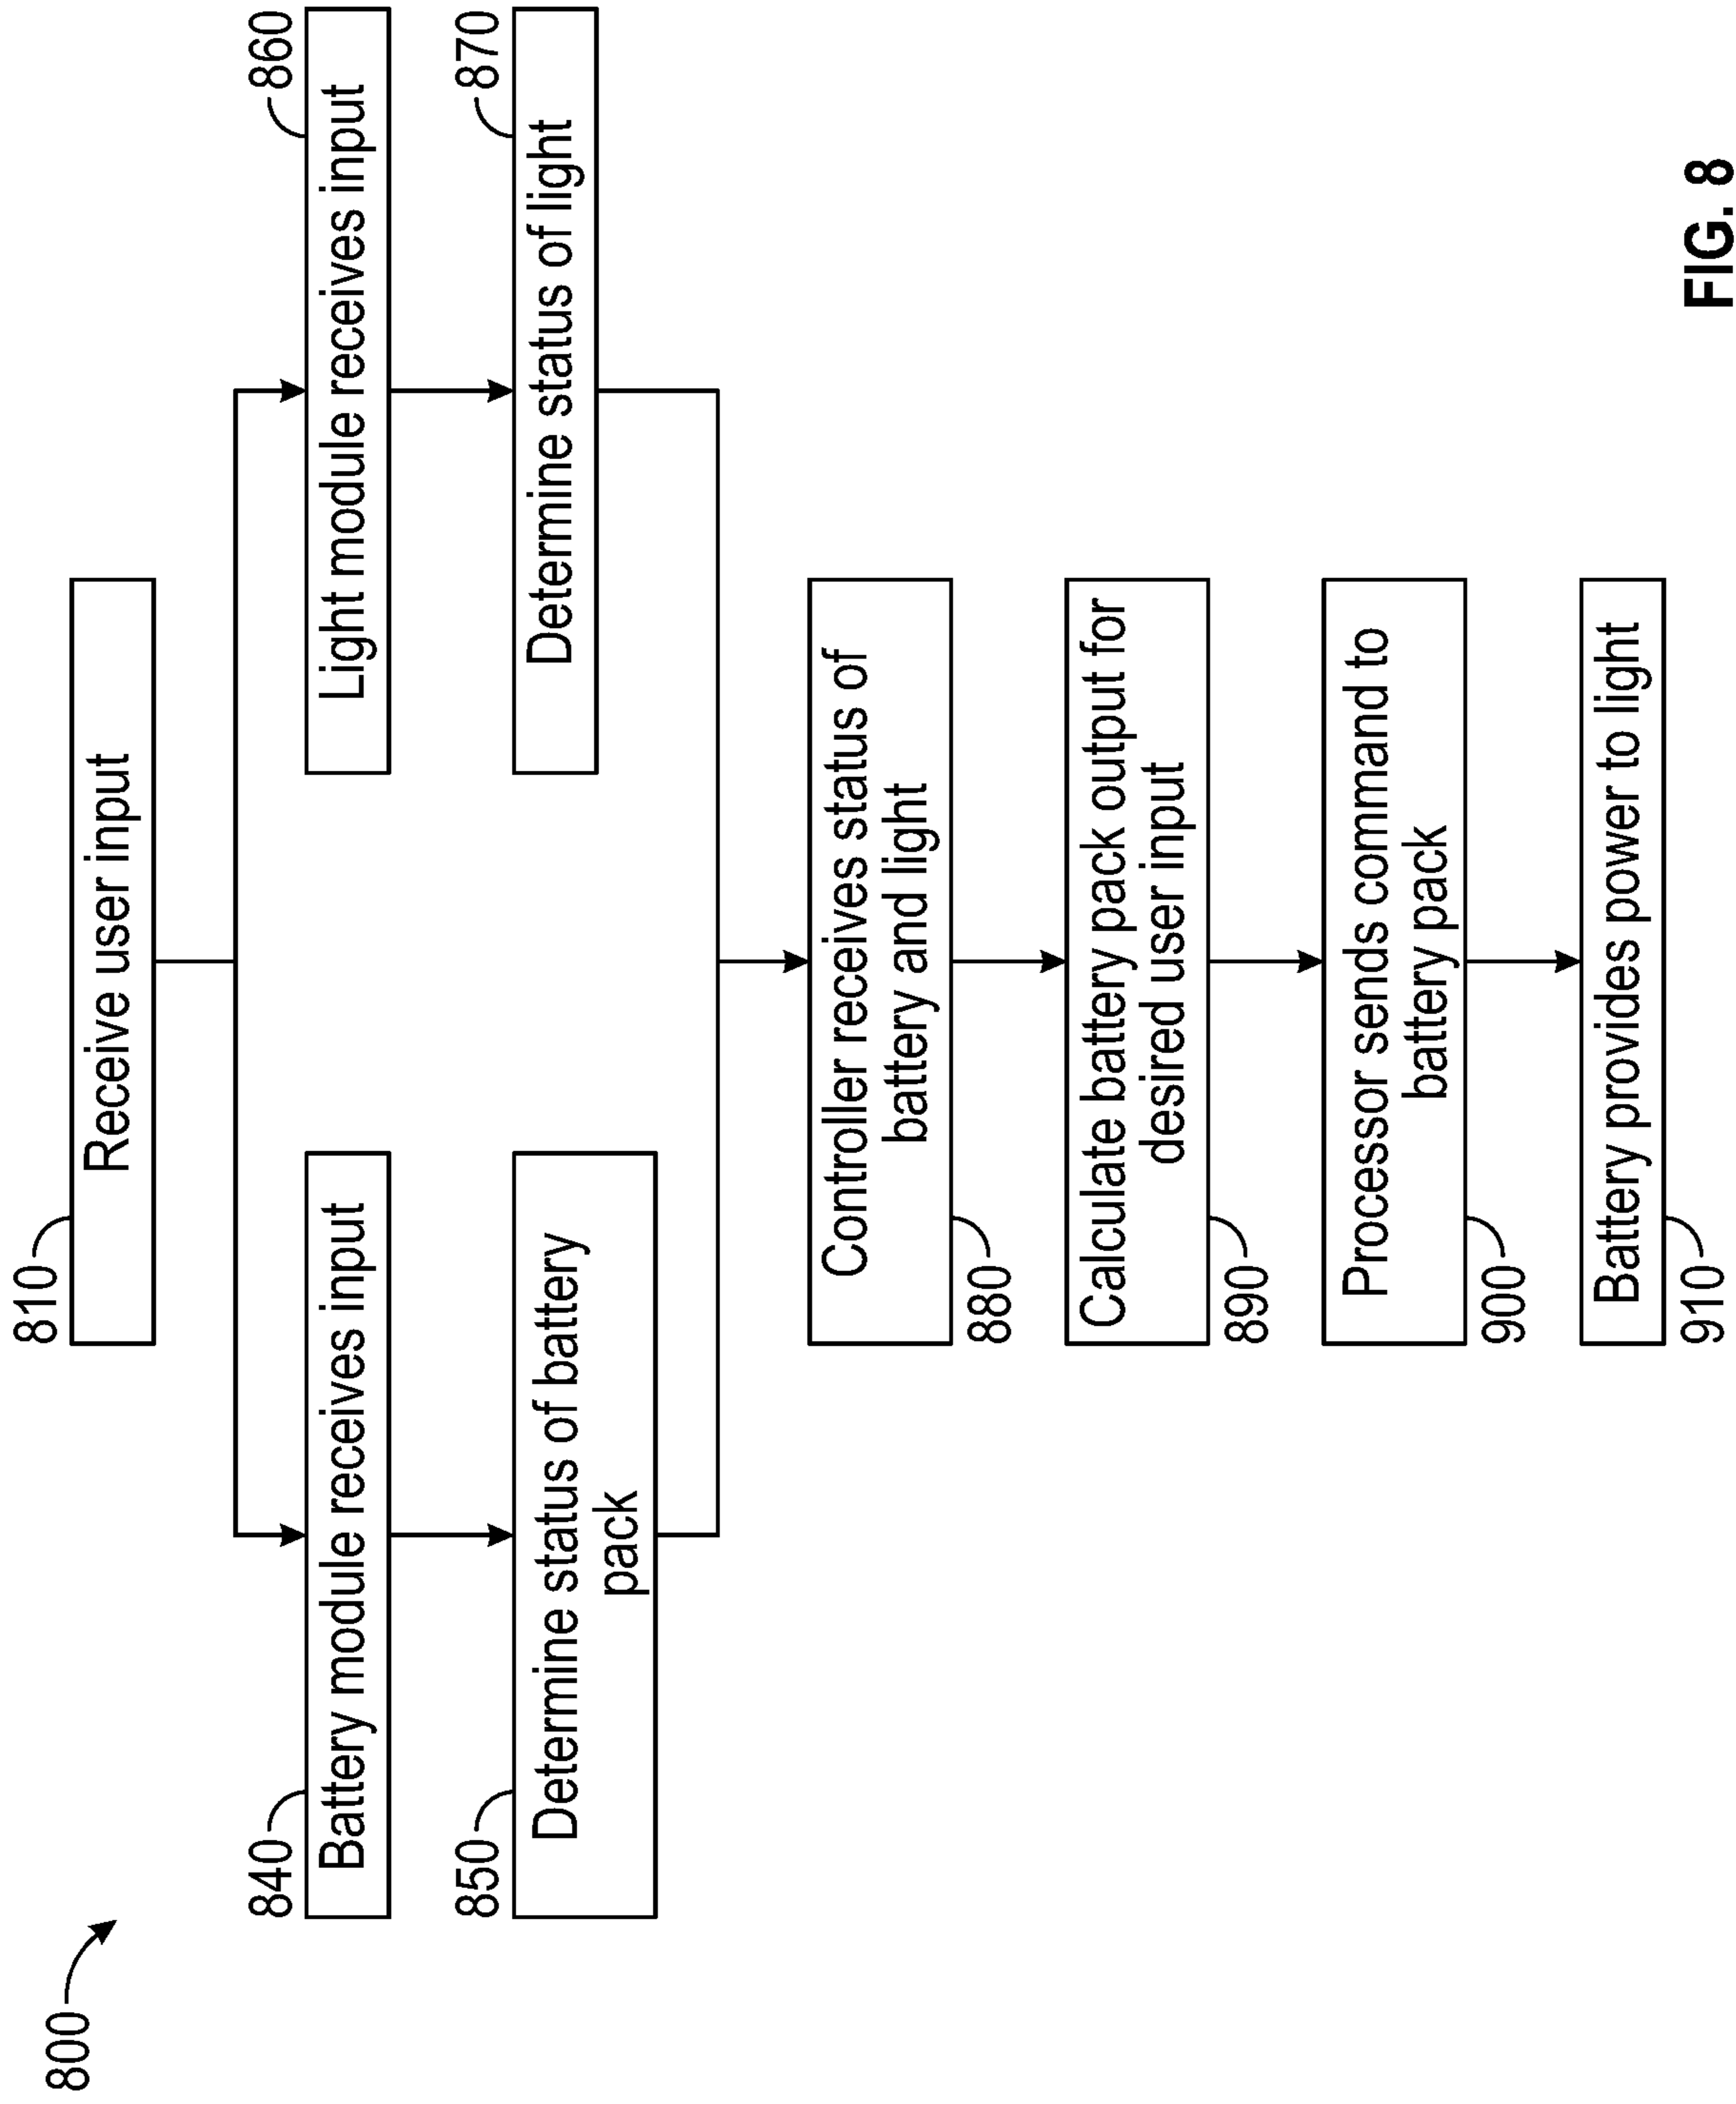 800
810
Receive user input
840
Battery module receives input
860
Light module receives input
850
Determine status of battery
pack
870
Determine status of light
Controller receives status of
battery and light
880
Calculate battery pack output for
desired user input
890
Processor sends command to
battery pack
900
Battery provides power to light
910
FIG. 8